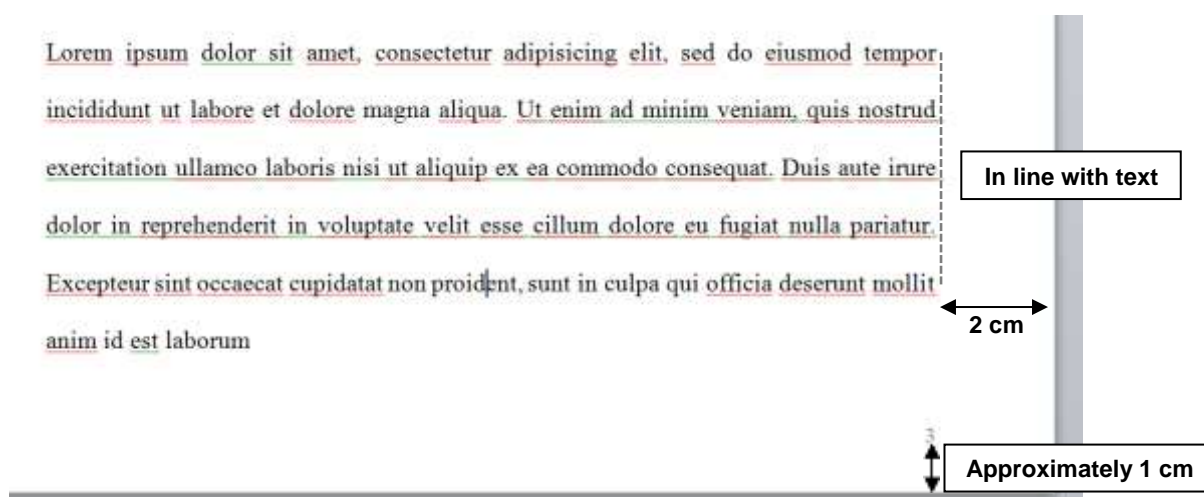 Lorem ipsum dolor sit amet, consectetur adipisicing elit, sed do eiusmod tempor
incididunt ut labore et dolore magna aliqua. Ut enim ad minim veniam, quis nostrud
exercitation ullamco laboris nisi ut aliquip ex ea commodo consequat. Duis aute irure
In line with text
dolor in reprehenderit in voluptate velit esse cillum dolore eu fugiat nulla pariatur.
Excepteur sint occaecat cupidatat non proident, sunt in culpa qui officia deserunt mollit
2 cm
anim id est laborum
3
Approximately 1 cm